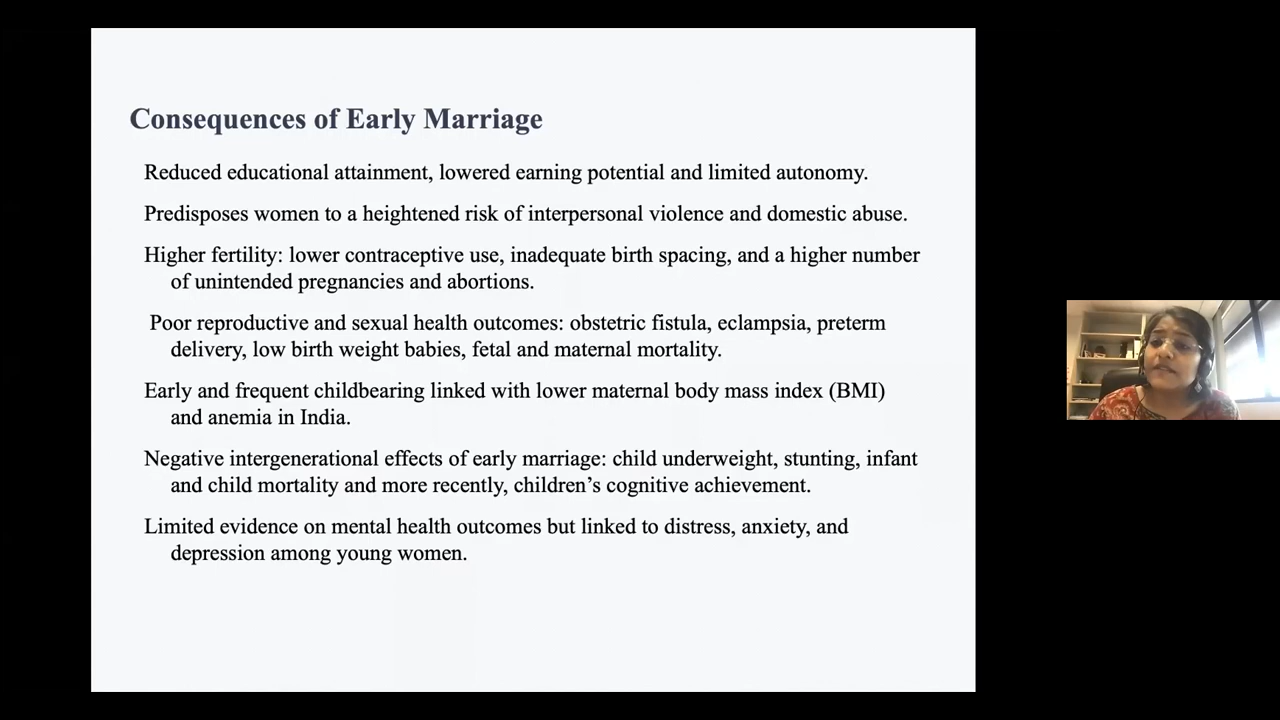 Consequences of Early Marriage
Reduced educational attainment, lowered earning potential and limited autonomy.
Predisposes women to a heightened risk of interpersonal violence and domestic abuse.
Higher fertility: lower contraceptive use, inadequate birth spacing, and a higher number
of unintended pregnancies and abortions.
Poor reproductive and sexual health outcomes: obstetric fistula, eclampsia, preterm
delivery, low birth weight babies, fetal and maternal mortality.
Early and frequent childbearing linked with lower maternal body mass index (BMI)
and anemia in India.
Negative intergenerational effects of early marriage: child underweight, stunting, infant
and child mortality and more recently, children’s cognitive achievement.
Limited evidence on mental health outcomes but linked to distress, anxiety, and
depression among young women.